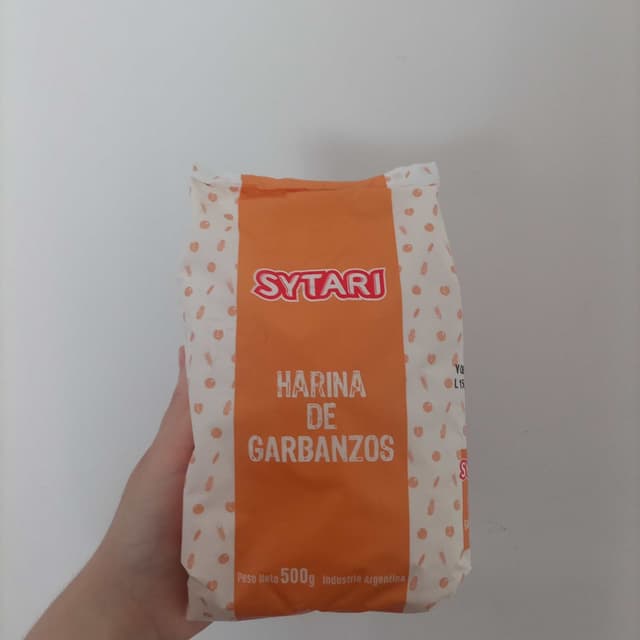 SYTARI
HARINA
DE
GARBANZOS
Peso Neto 500g Industria Argentina